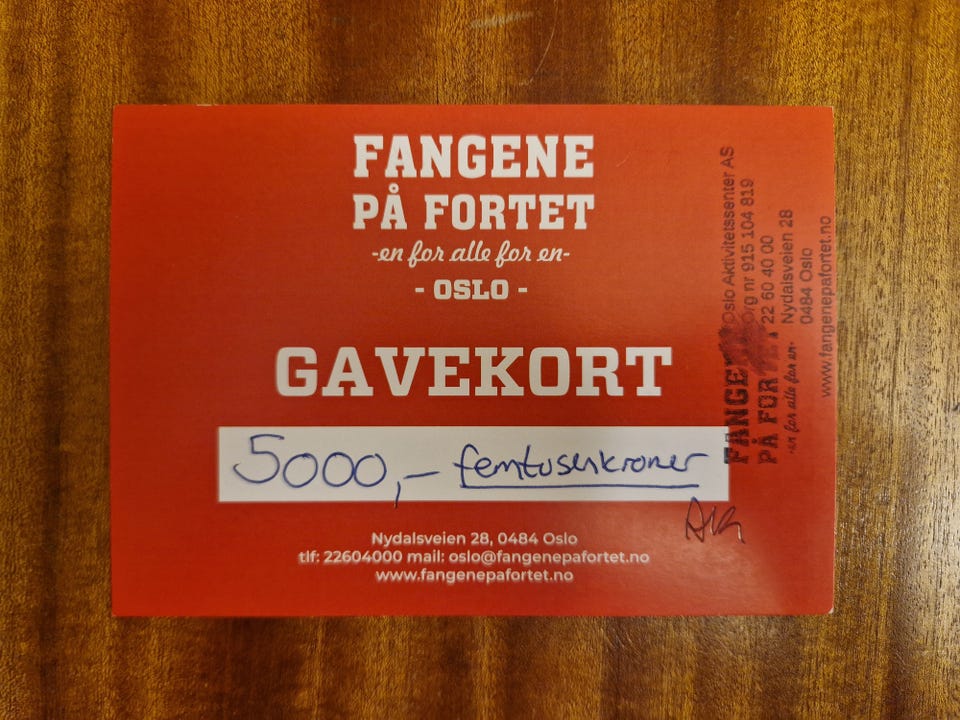 FANGENE
PÅ FORTET
-en for alle for en-
- OSLO -
GAVEKORT
5000,- femtusenkroner
Nydalsveien 28, 0484 Oslo
tlf: 22604000 mail: oslo@fangenepafortet.no
www.fangenepafortet.no
FANGENE
PÅ FORTET
-en for alle for en-
Oslo Aktivitetssenter AS
Org nr 915 104 819
22 60 40 00
Nydalsveien 28
0484 Oslo
www.fangenepafortet.no